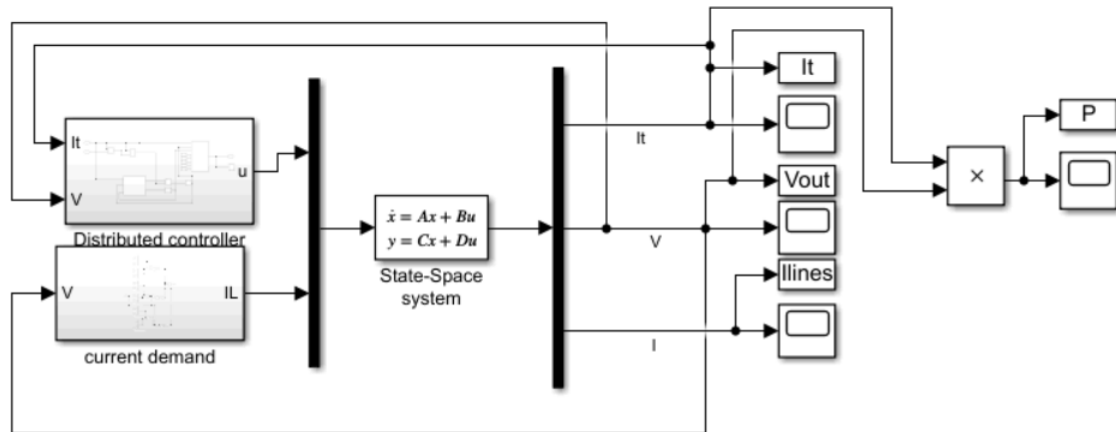 It
It
P
It
u
V
×
Vout
ẋ = Ax + Bu
y = Cx + Du
V
Distributed controller
State-Space
system
Ilines
V
IL
I
current demand